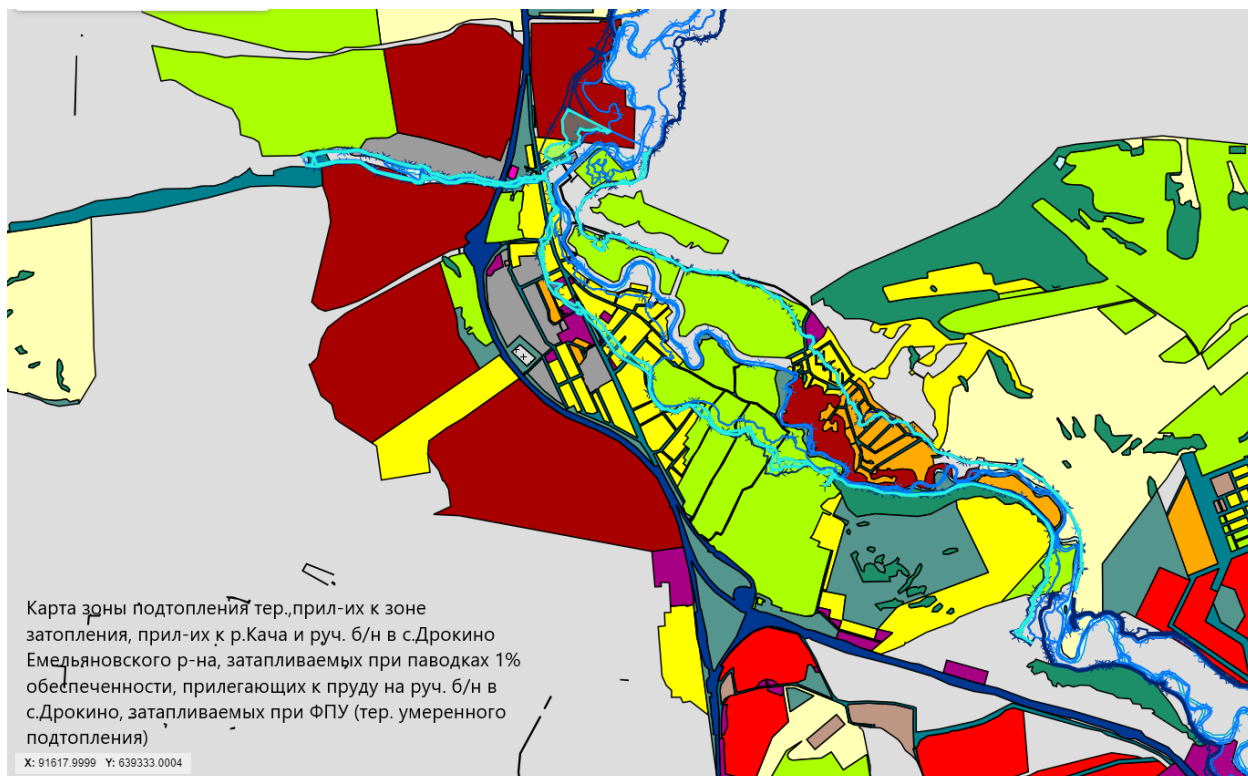 Карта зоны подтопления тер.,прил-их к зоне
затопления, прил-их к р.Кача и руч. б/н в с.Дрокино
Емельяновского р-на, затапливаемых при паводках 1%
обеспеченности, прилегающих к пруду на руч. б/н в
с.Дрокино, затапливаемых при ФПУ (тер. умеренного
подтопления)
X: 91617.9999 Y: 639333.0004